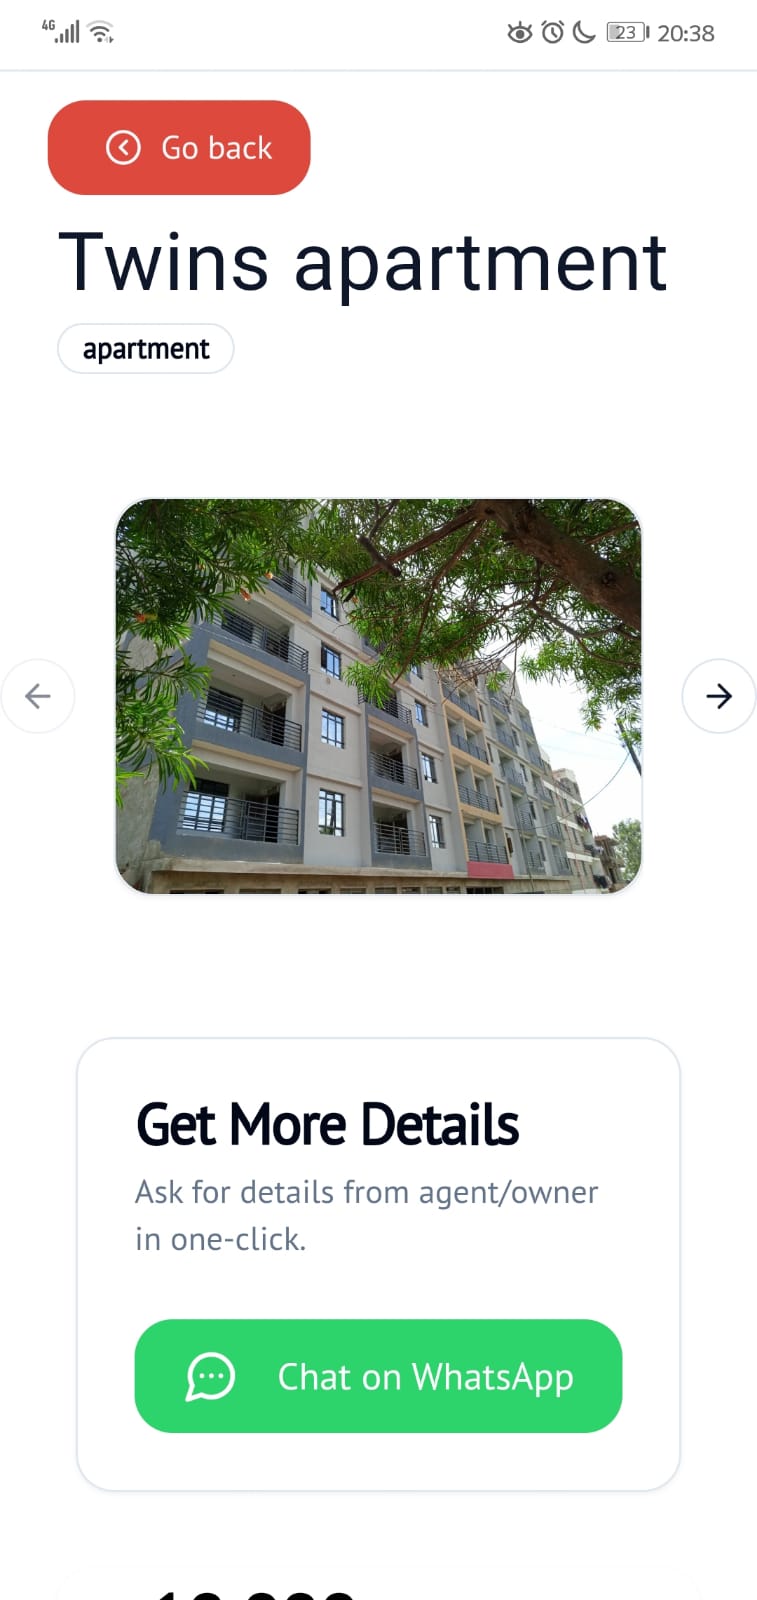 4G 23 20:38
Go back
Twins apartment
apartment
Get More Details
Ask for details from agent/owner
in one-click.
Chat on WhatsApp